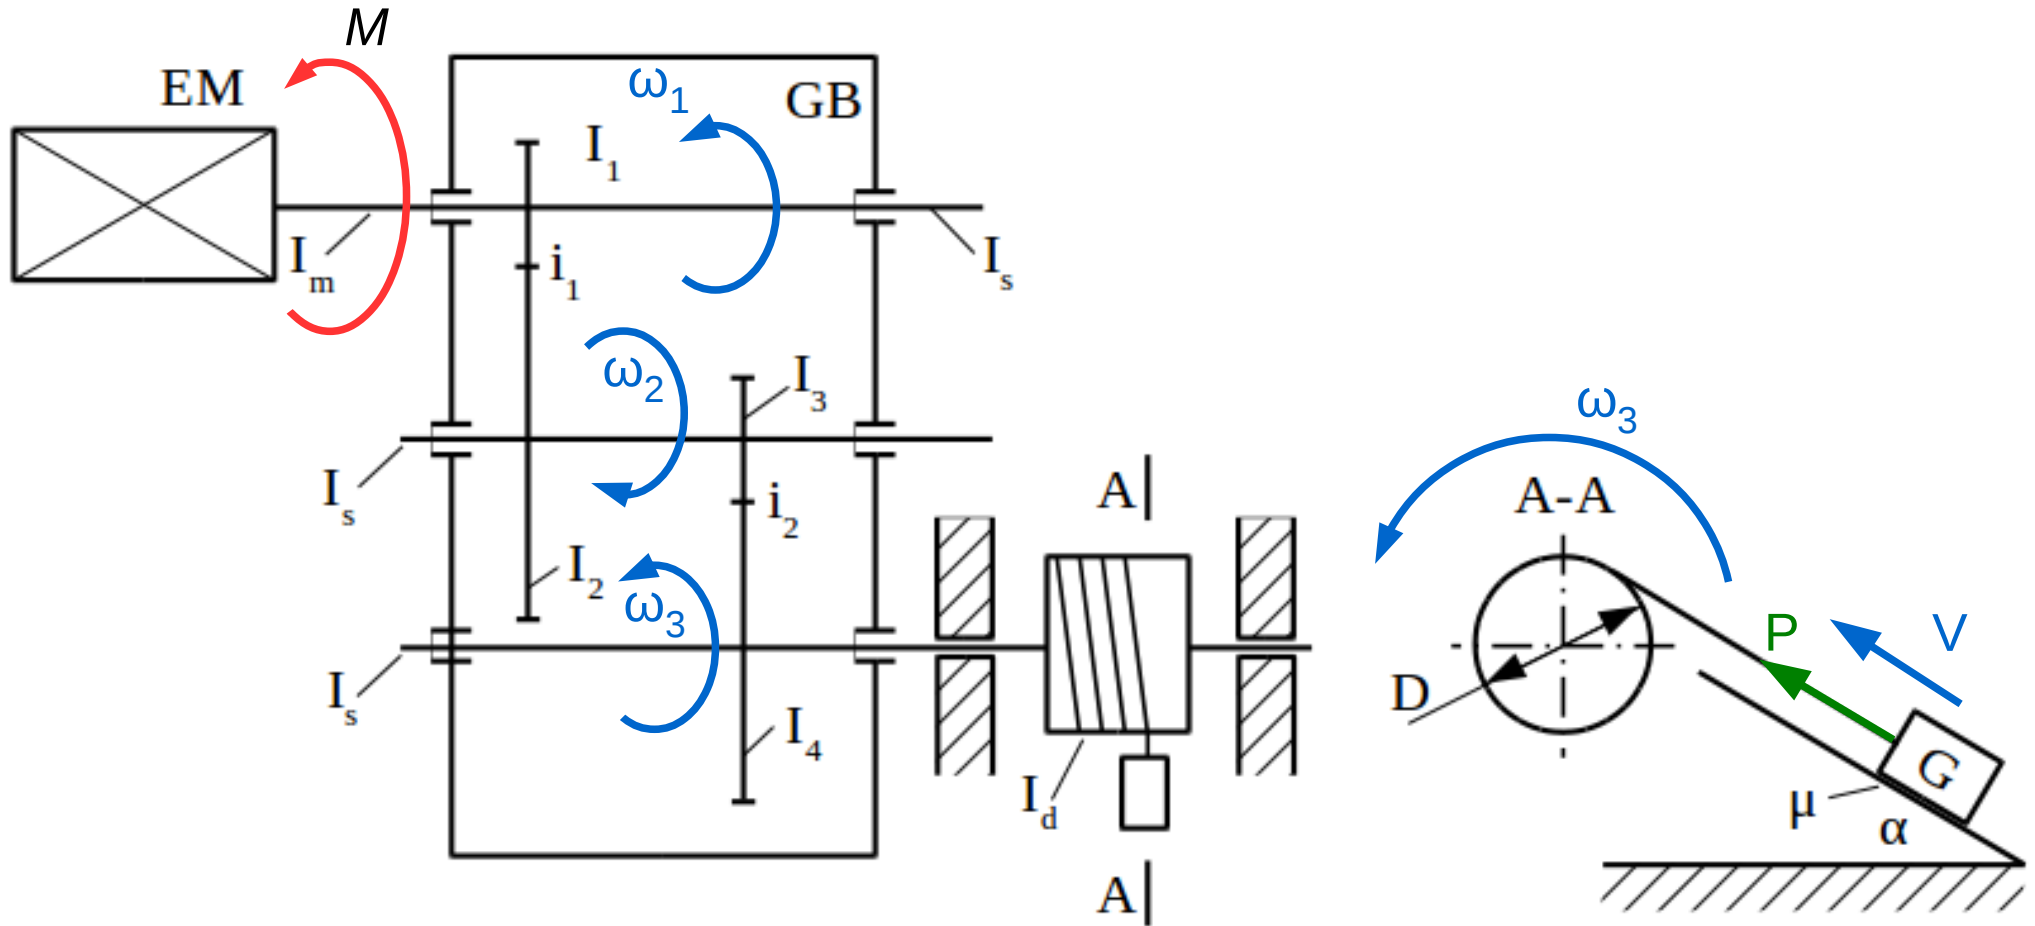 M
EM
ω1
GB
I1
Im
i1
Is
ω2
I3
Is
i2
A
I2
ω3
Is
I4
Id
A
ω3
A-A
P
V
D
G
μ
α